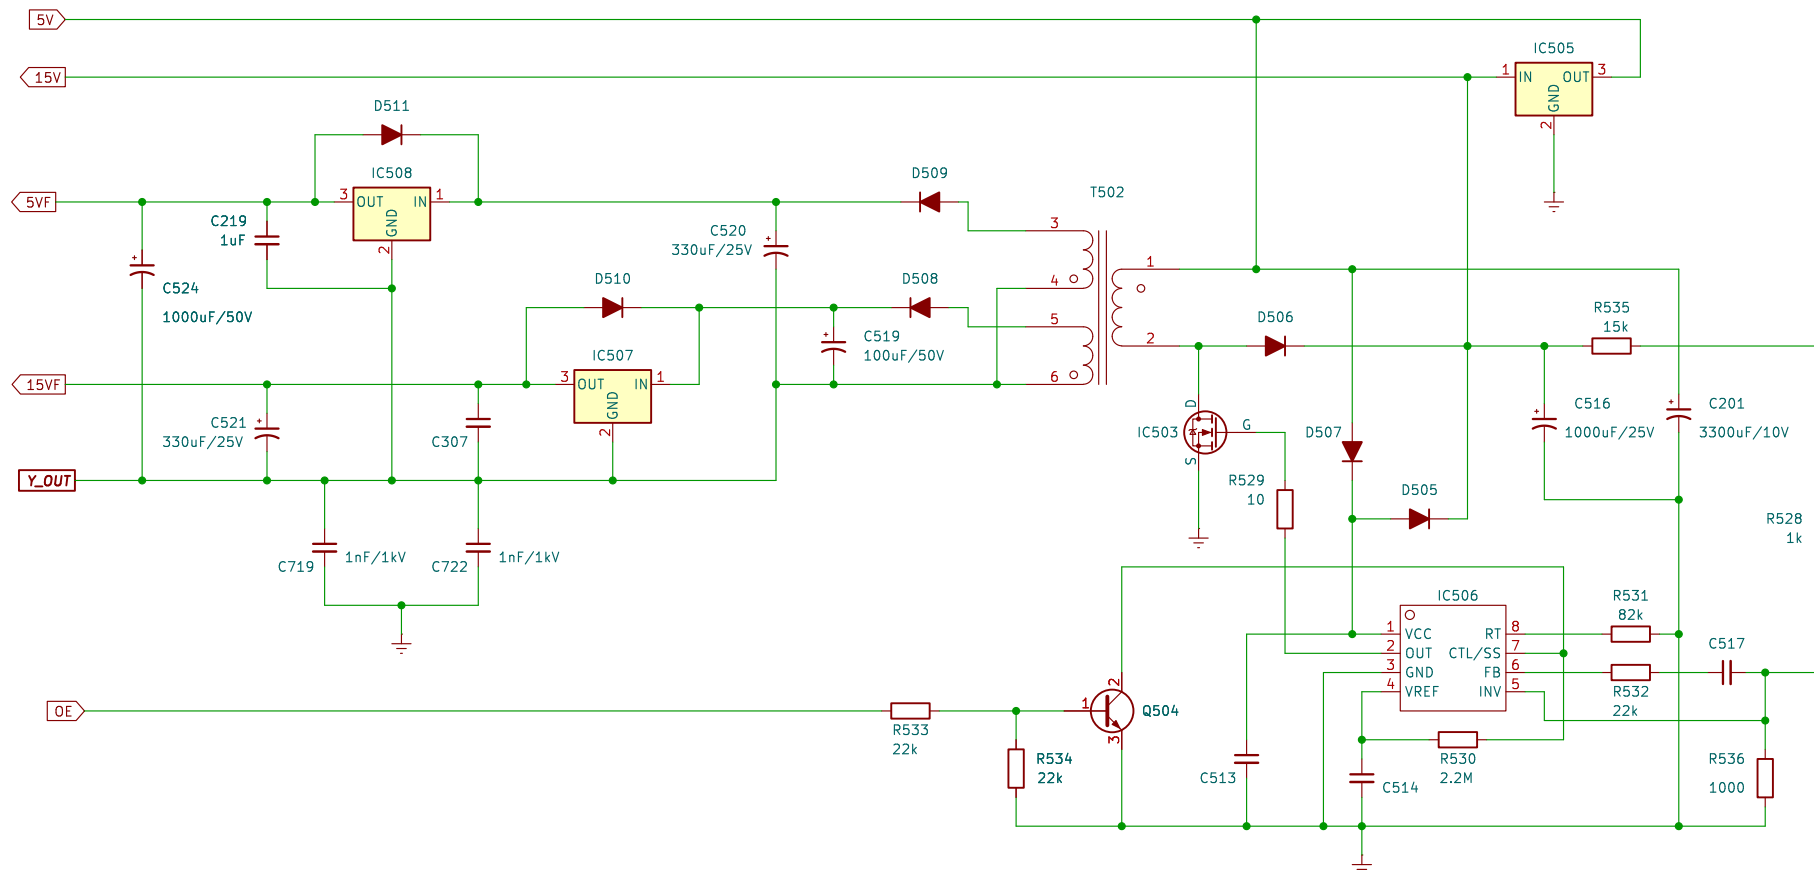 5V
IC505
15V
1 IN OUT 3
GND
2
D511
IC508
D509
T502
5VF
3 OUT IN 1
GND
2
C219
1uF
C520
330uF/25V
3
4
1
C524
1000uF/50V
D510
D508
5
6
2
D506
R535
15k
C519
100uF/50V
IC507
15VF
3 OUT IN 1
GND
2
C521
330uF/25V
C307
IC503
D
G
S
D507
C516
1000uF/25V
C201
3300uF/10V
Y_OUT
R529
10
D505
R528
1k
C719
1nF/1kV
C722
1nF/1kV
IC506
R531
82k
1 VCC RT 8
2 OUT CTL/SS 7
3 GND FB 6
4 VREF INV 5
C517
R532
22k
OE
R533
22k
1
2
3
Q504
R534
22k
C513
C514
R530
2.2M
R536
1000